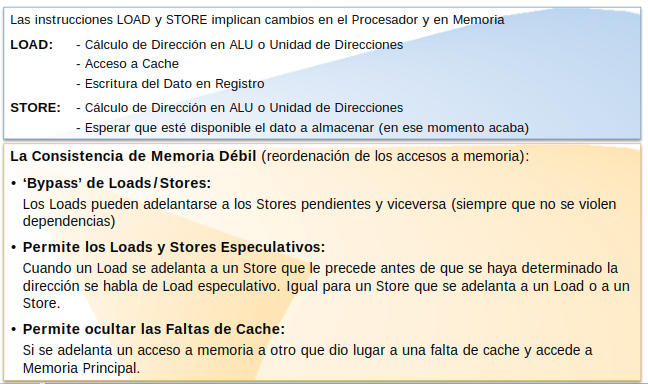 Las instrucciones LOAD y STORE implican cambios en el Procesador y en Memoria
LOAD: - Cálculo de Dirección en ALU o Unidad de Direcciones
- Acceso a Cache
- Escritura del Dato en Registro
STORE: - Cálculo de Dirección en ALU o Unidad de Direcciones
- Esperar que esté disponible el dato a almacenar (en ese momento acaba)
La Consistencia de Memoria Débil (reordenación de los accesos a memoria):
• ‘Bypass’ de Loads/Stores:
Los Loads pueden adelantarse a los Stores pendientes y viceversa (siempre que no se violen
dependencias)
• Permite los Loads y Stores Especulativos:
Cuando un Load se adelanta a un Store que le precede antes de que se haya determinado la
dirección se habla de Load especulativo. Igual para un Store que se adelanta a un Load o a un
Store.
• Permite ocultar las Faltas de Cache:
Si se adelanta un acceso a memoria a otro que dio lugar a una falta de cache y accede a
Memoria Principal.